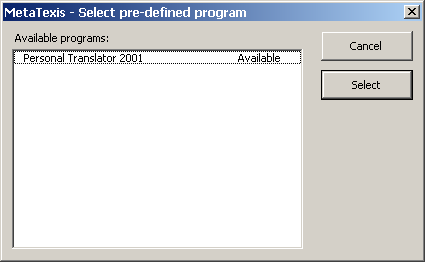 MetaTexis - Select pre-defined program
Available programs:
Cancel
Personal Translator 2001 Available
Select